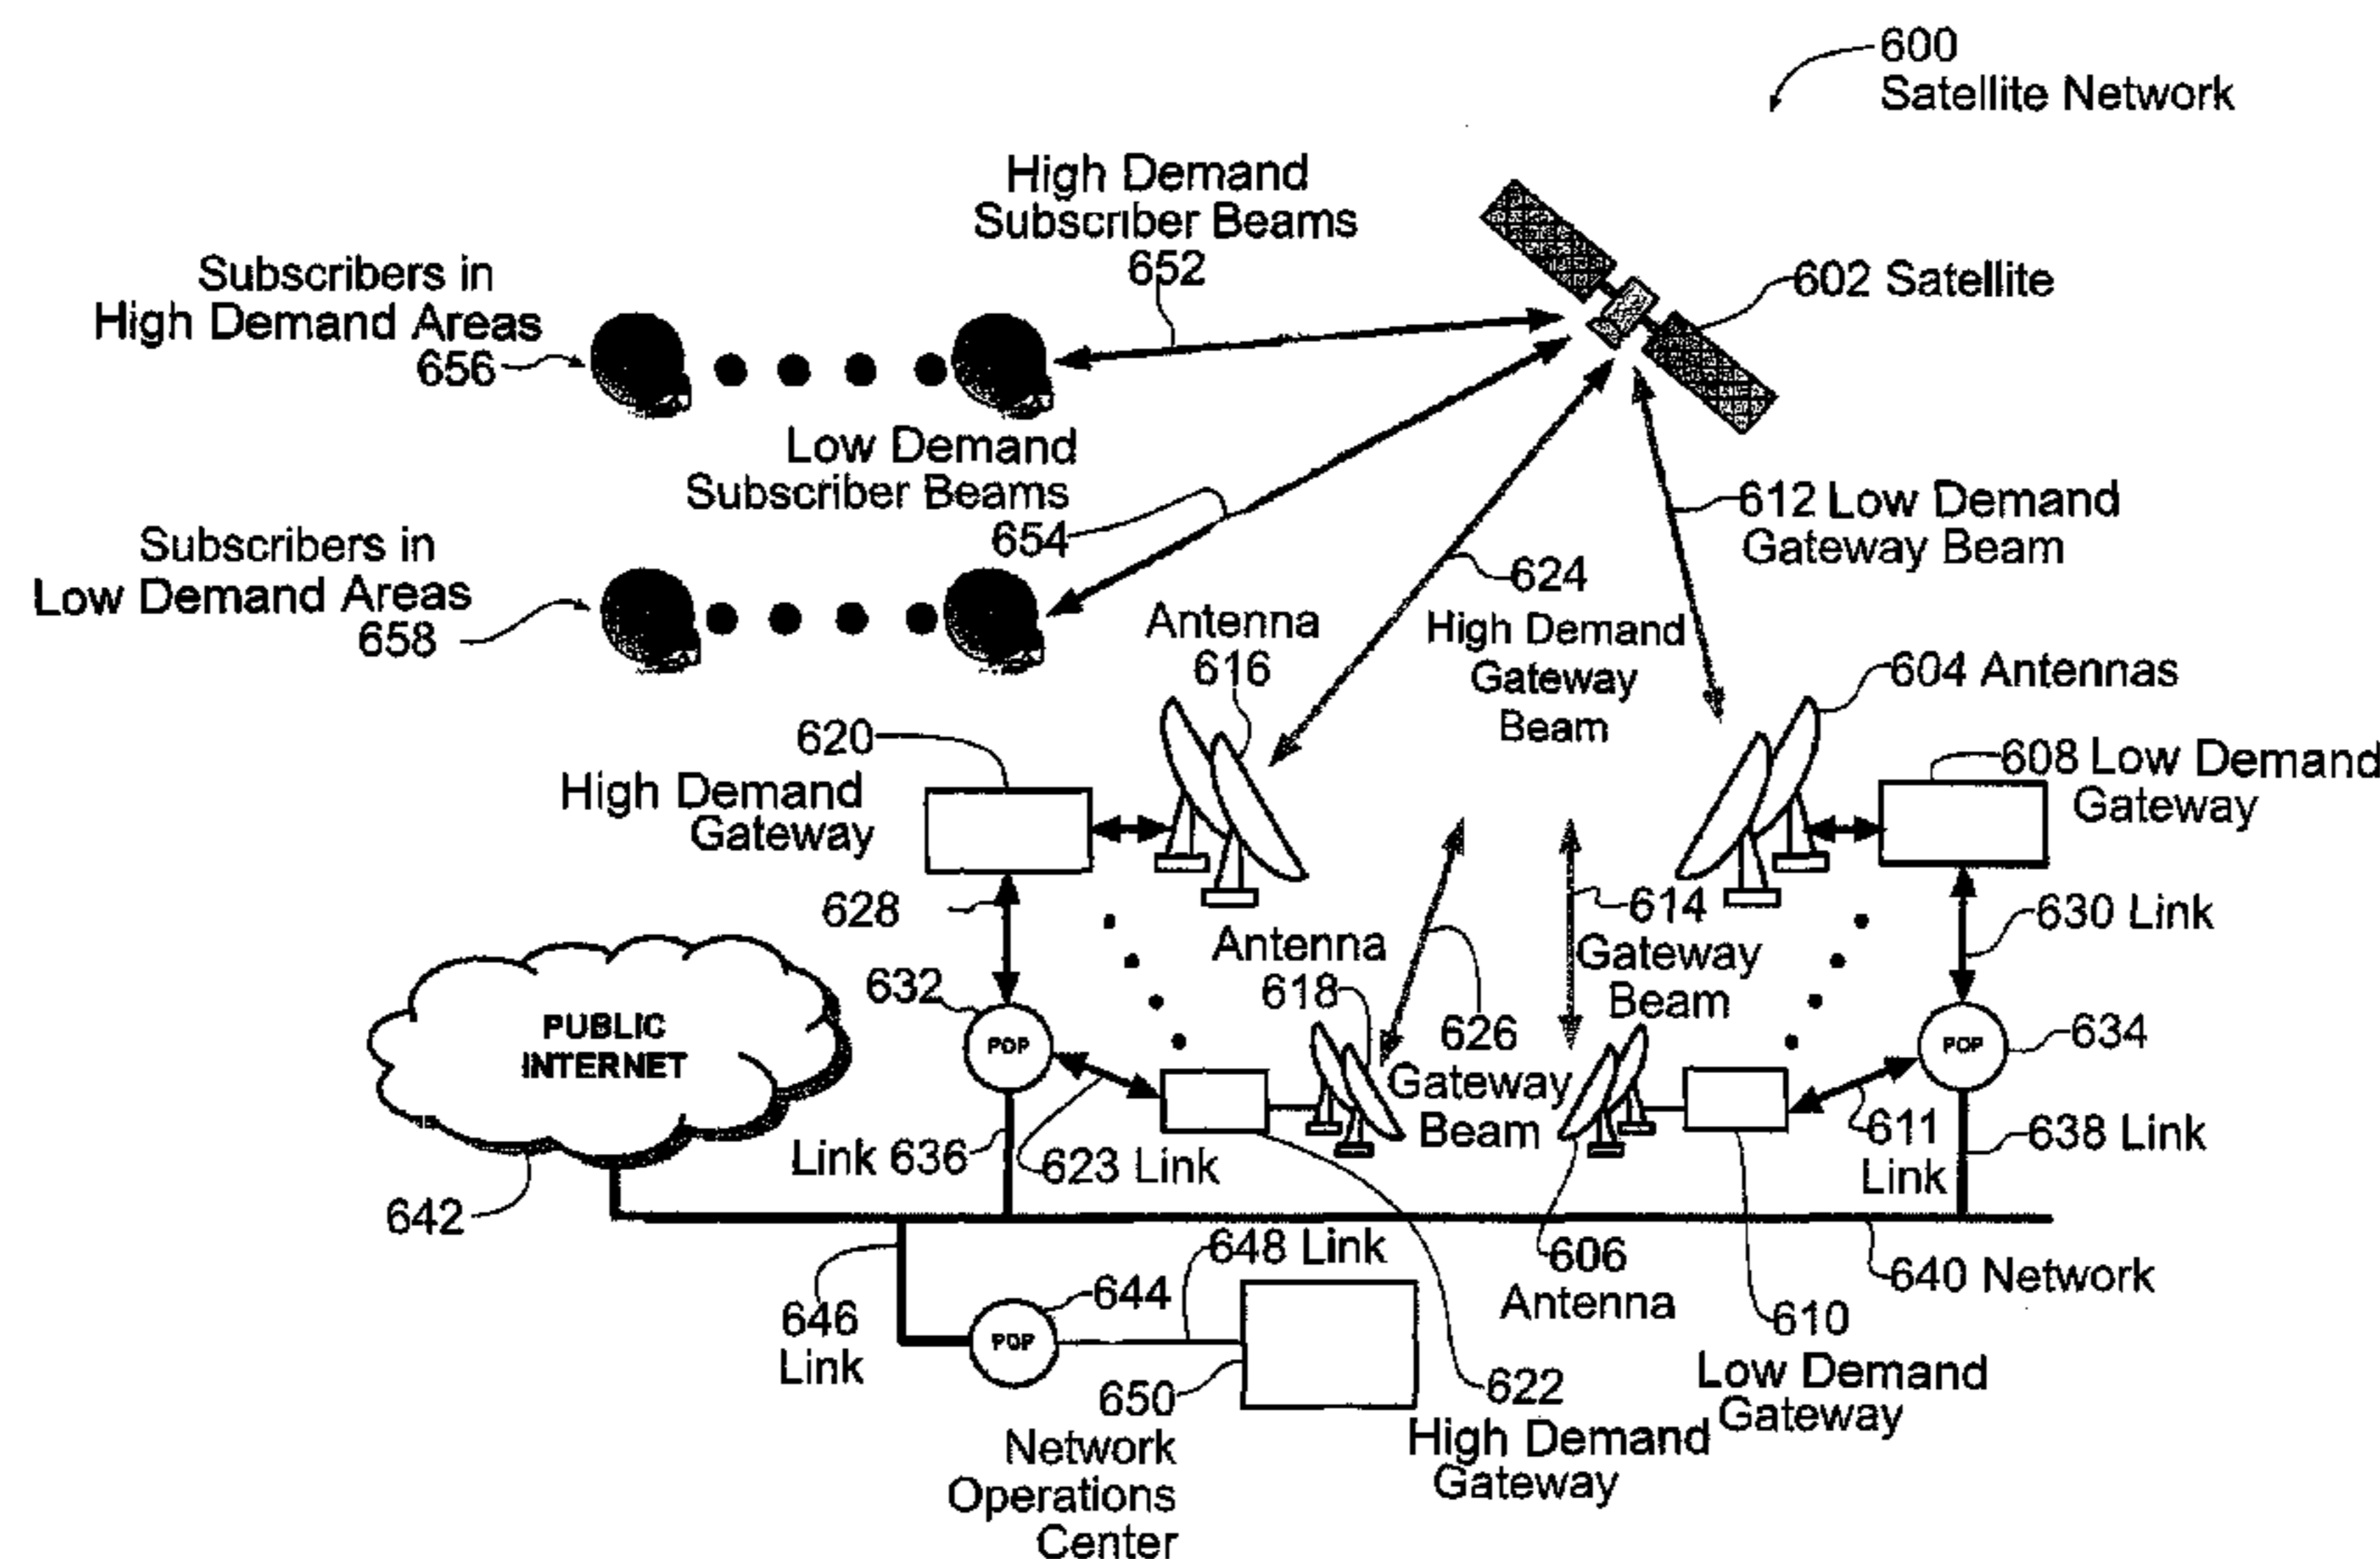 600
Satellite Network
High Demand
Subscriber Beams
652
Subscribers in
High Demand Areas
656
602 Satellite
Low Demand
Subscriber Beams
654
612 Low Demand
Gateway Beam
Subscribers in
Low Demand Areas
658
624
High Demand
Gateway
Beam
Antenna
616
604 Antennas
620
High Demand
Gateway
608 Low Demand
Gateway
628
614
Gateway
Beam
630 Link
Antenna
618
632
626
Gateway
Beam
634
PUBLIC
INTERNET
POP
POP
Link 636
623 Link
611
Link
638 Link
642
648 Link
606
Antenna
640 Network
646
Link
644
POP
610
Low Demand
Gateway
650
Network
Operations
Center
622
High Demand
Gateway